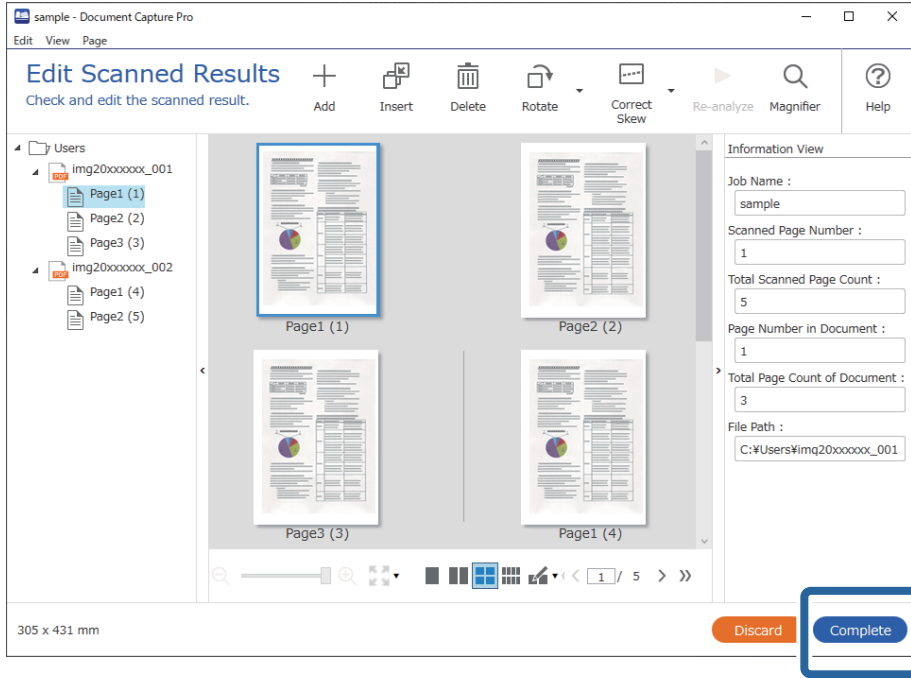 sample - Document Capture Pro
Edit View Page
Edit Scanned Results
Check and edit the scanned result.
Add
Insert
Delete
Rotate
Correct
Skew
Re-analyze
Magnifier
Help
Users
PDF
img20xxxxxx_001
Page1 (1)
Page2 (2)
Page3 (3)
PDF
img20xxxxxx_002
Page1 (4)
Page2 (5)
Page1 (1)
Page2 (2)
Page3 (3)
Page1 (4)
1 / 5
Information View
Job Name :
sample
Scanned Page Number :
1
Total Scanned Page Count :
5
Page Number in Document :
1
Total Page Count of Document :
3
File Path :
C:¥Users¥img20xxxxxx_001
305 x 431 mm
Discard
Complete